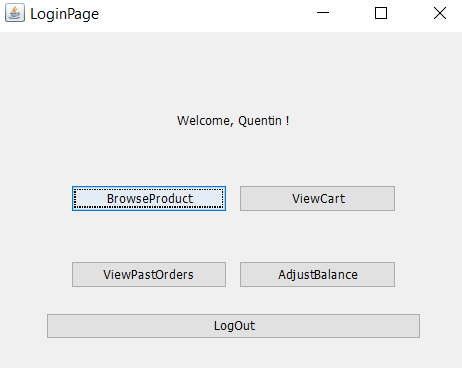 LoginPage
Welcome, Quentin !
BrowseProduct ViewCart
ViewPastOrders AdjustBalance
LogOut